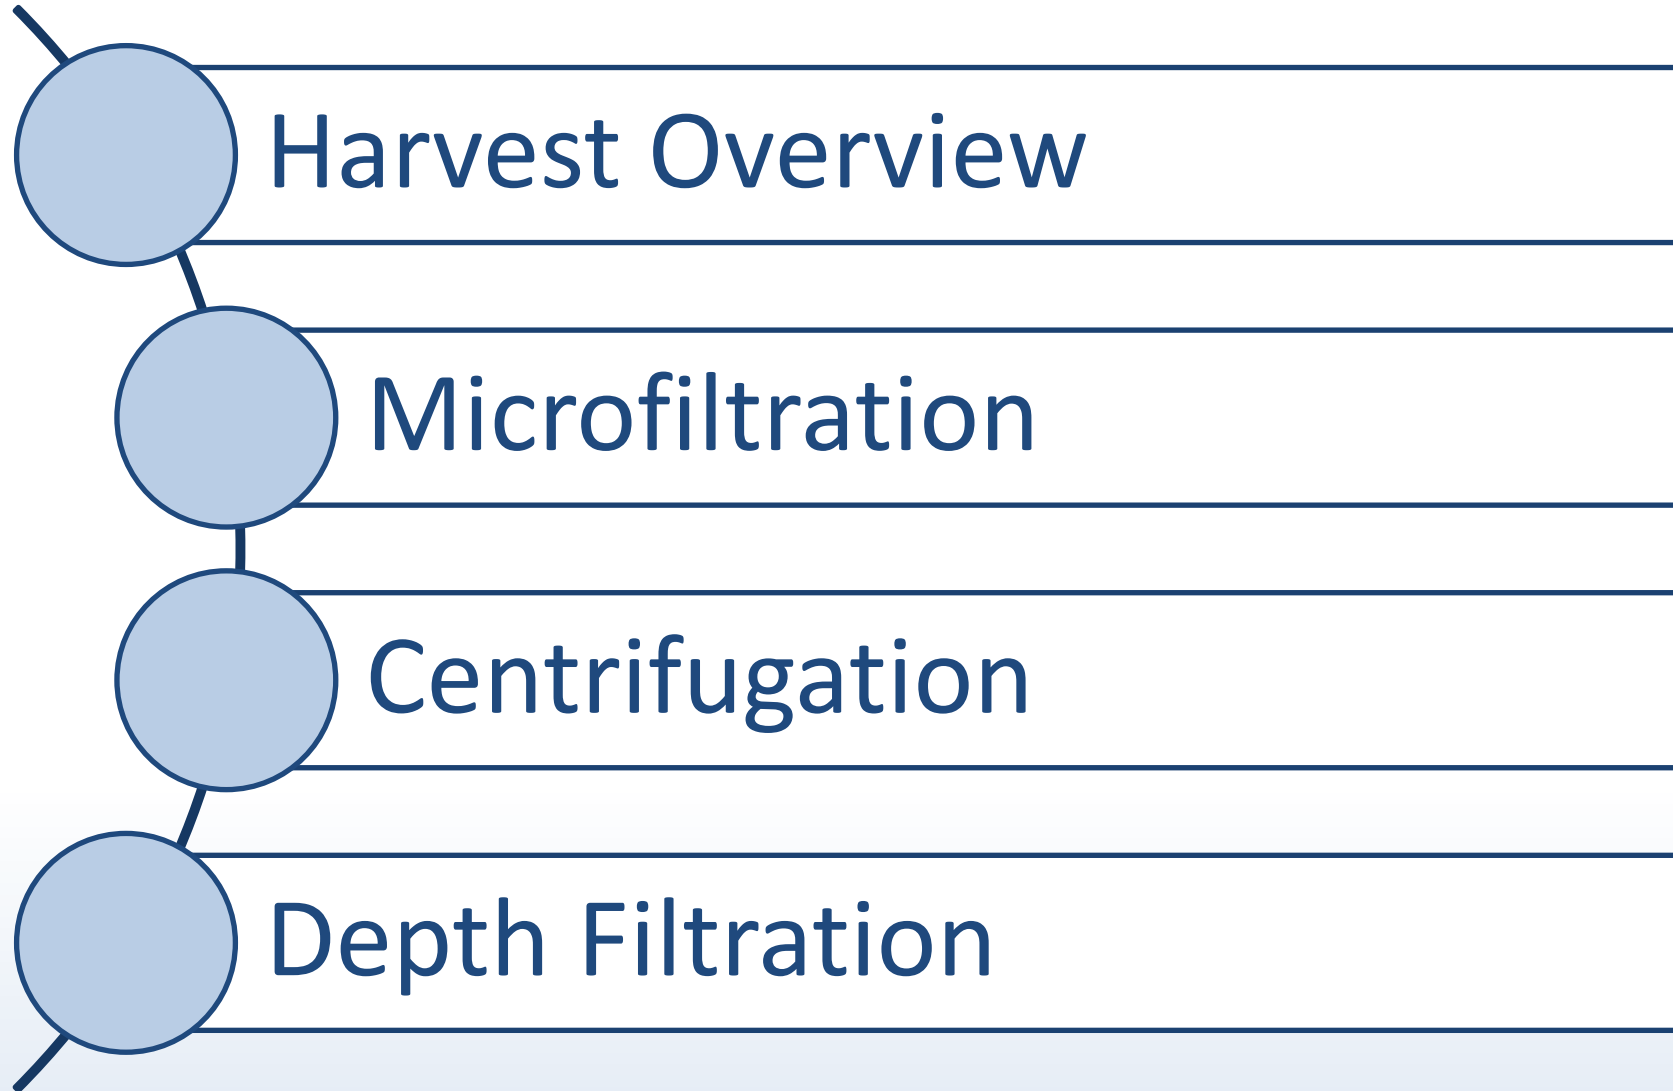 Harvest Overview
Microfiltration
Centrifugation
Depth Filtration